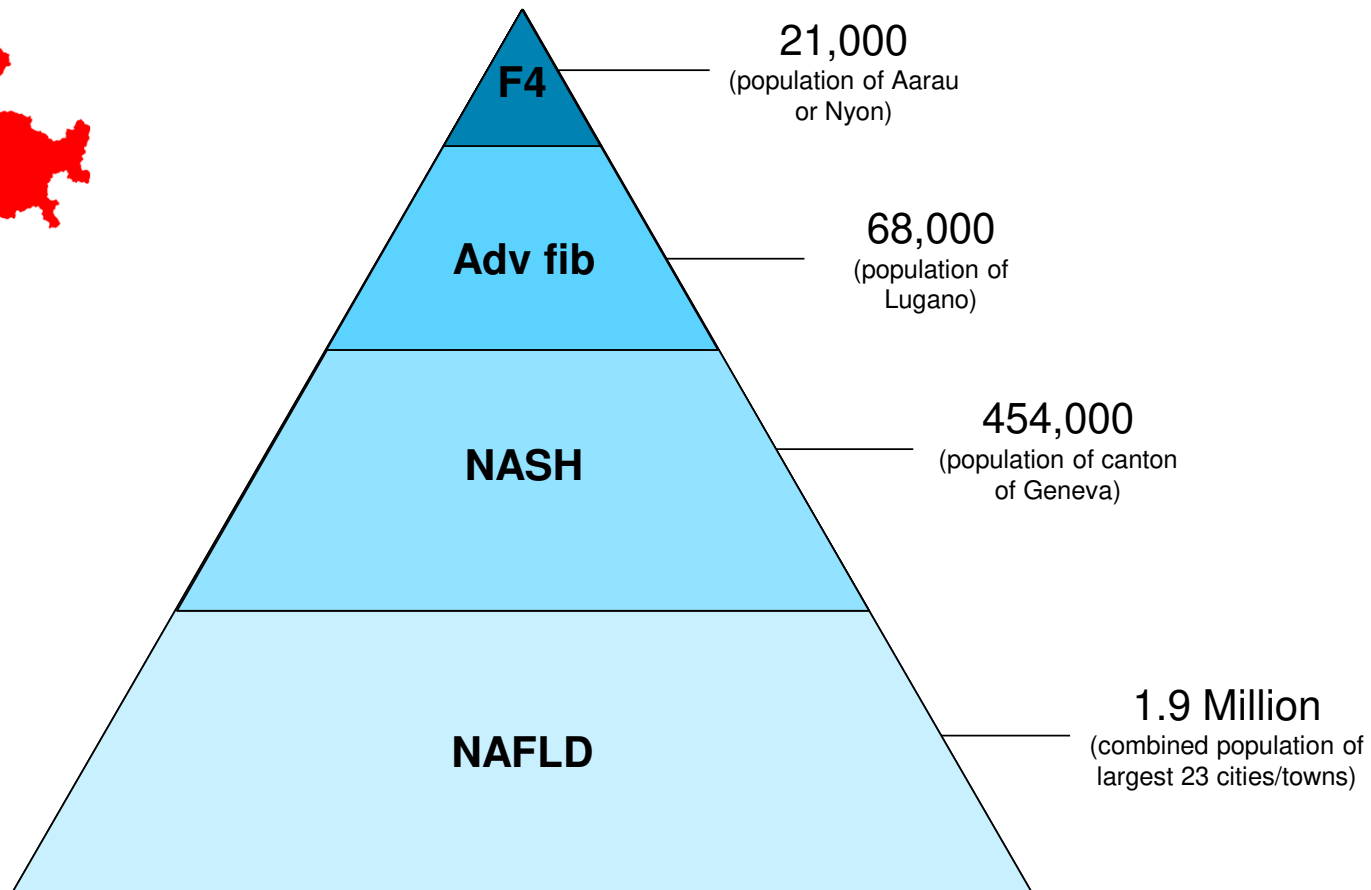 F4
21,000
(population of Aarau
or Nyon)
Adv fib
68,000
(population of
Lugano)
NASH
454,000
(population of canton
of Geneva)
NAFLD
1.9 Million
(combined population of
largest 23 cities/towns)